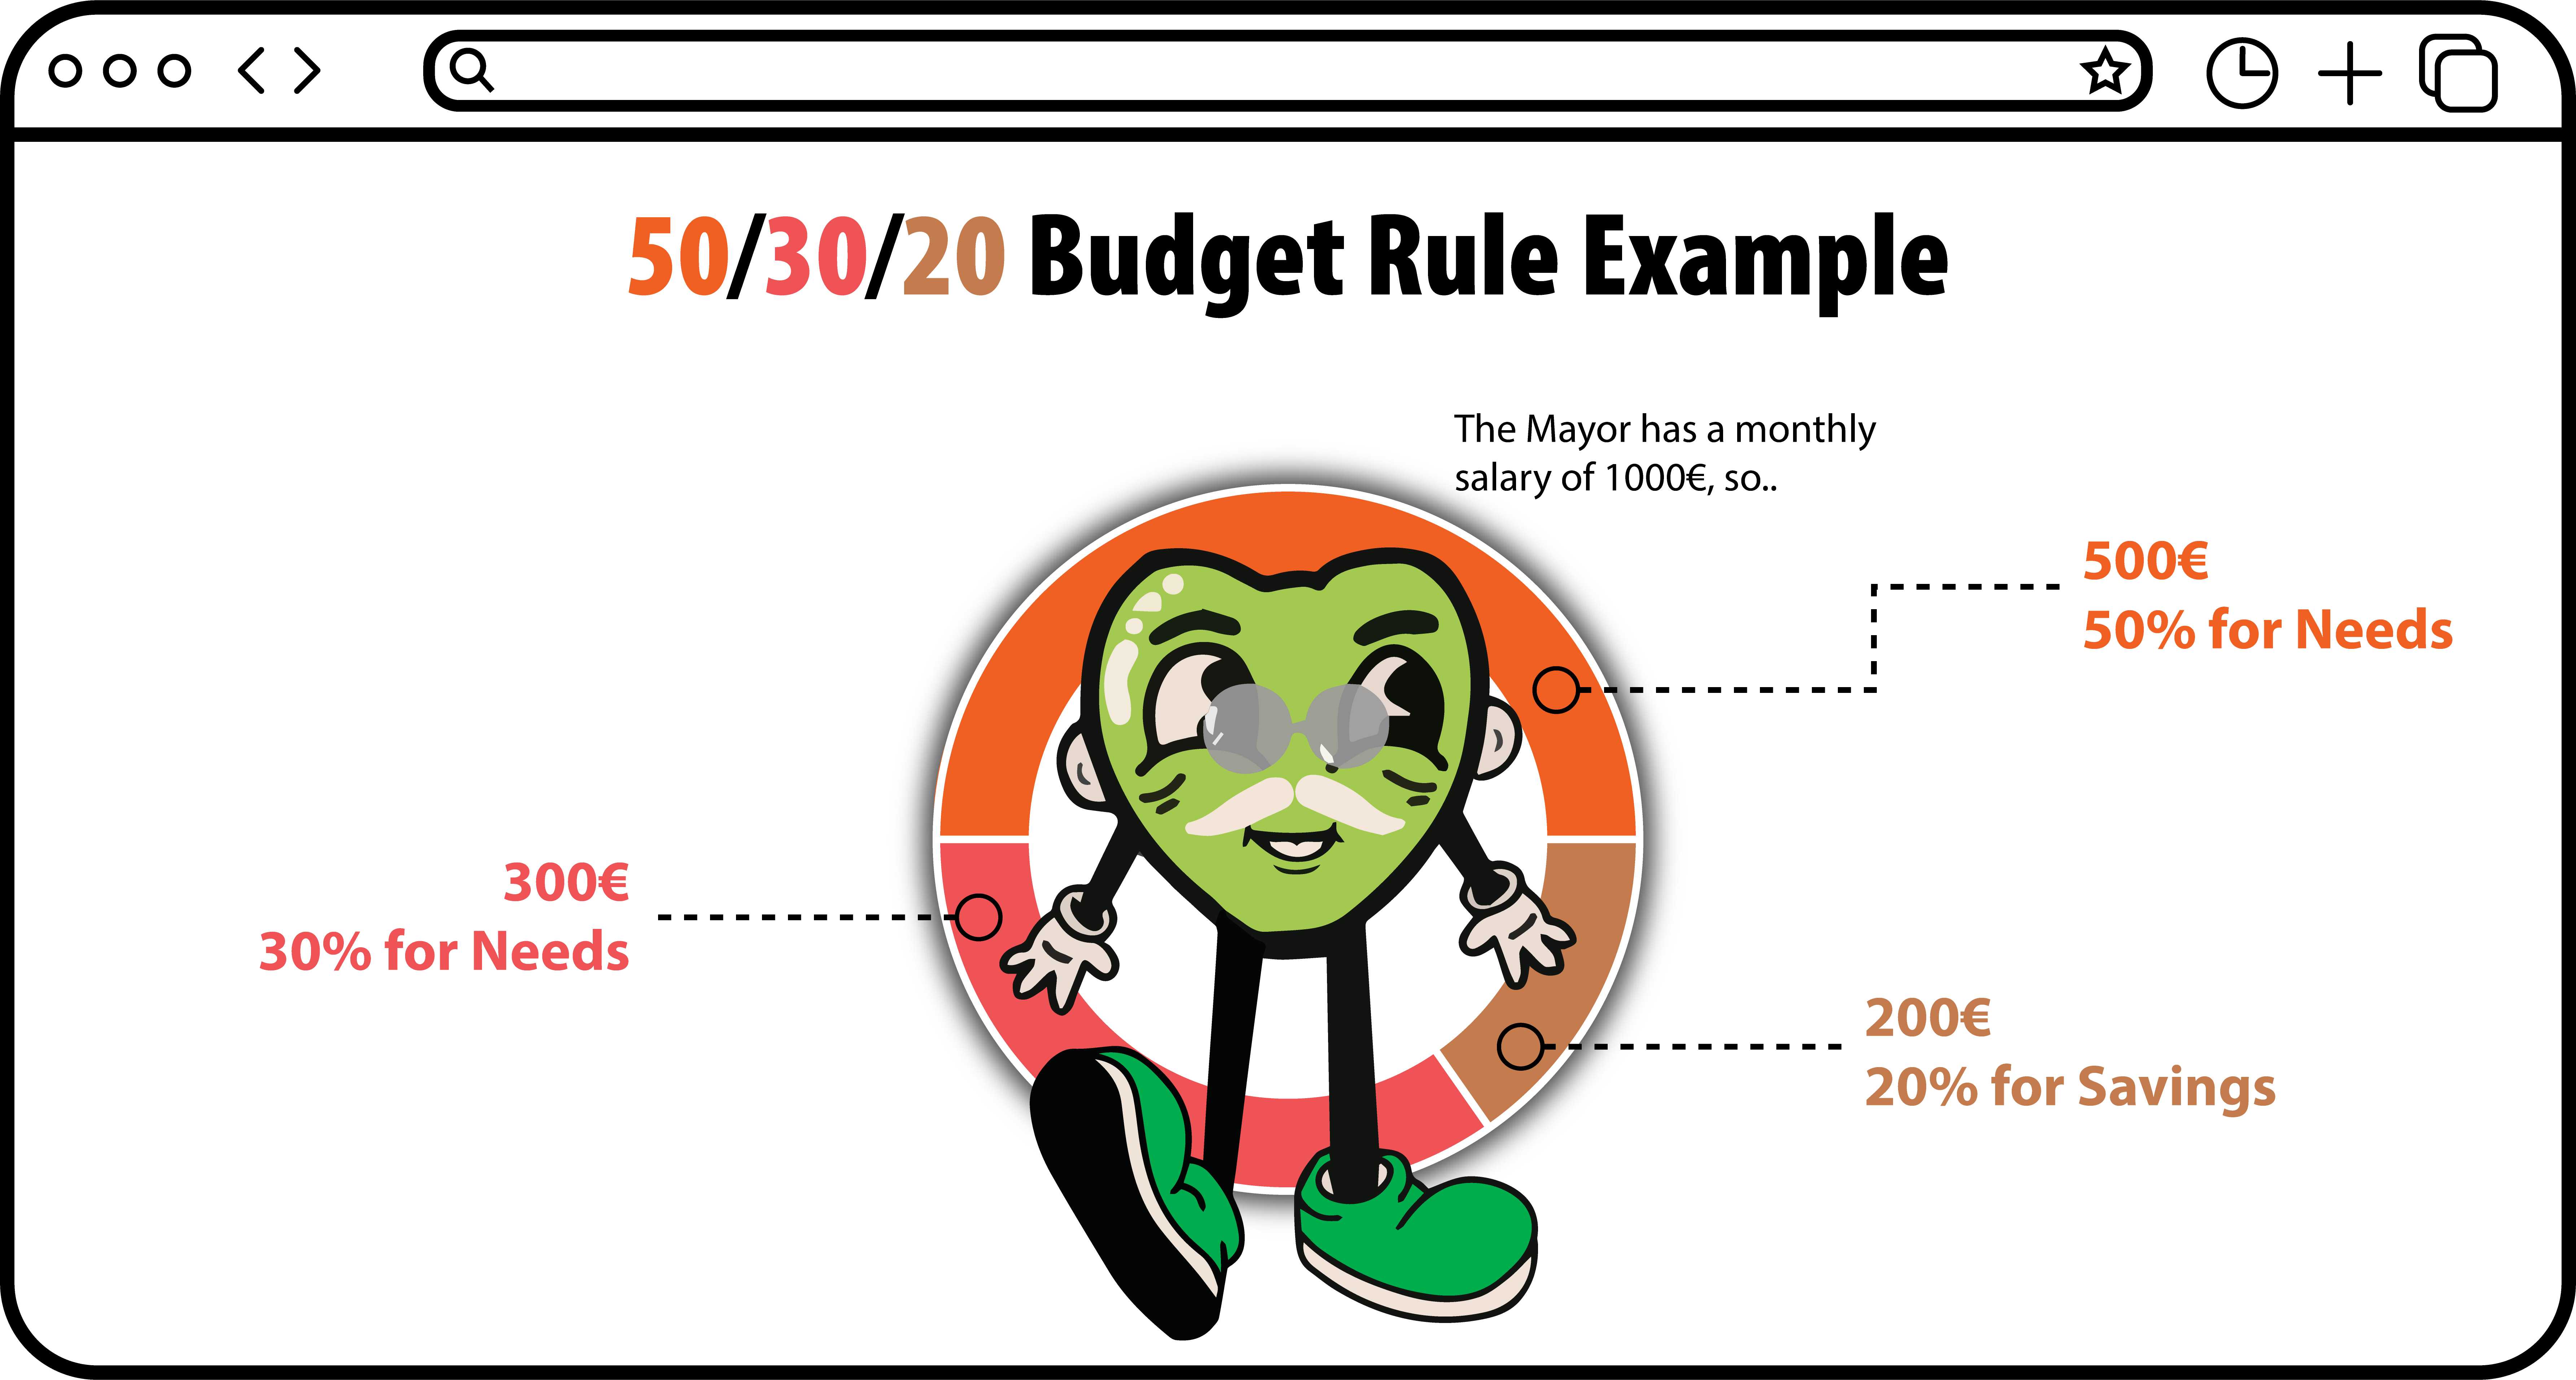 50/30/20 Budget Rule Example
The Mayor has a monthly
salary of 1000€, so..
500€
50% for Needs
300€
30% for Needs
200€
20% for Savings